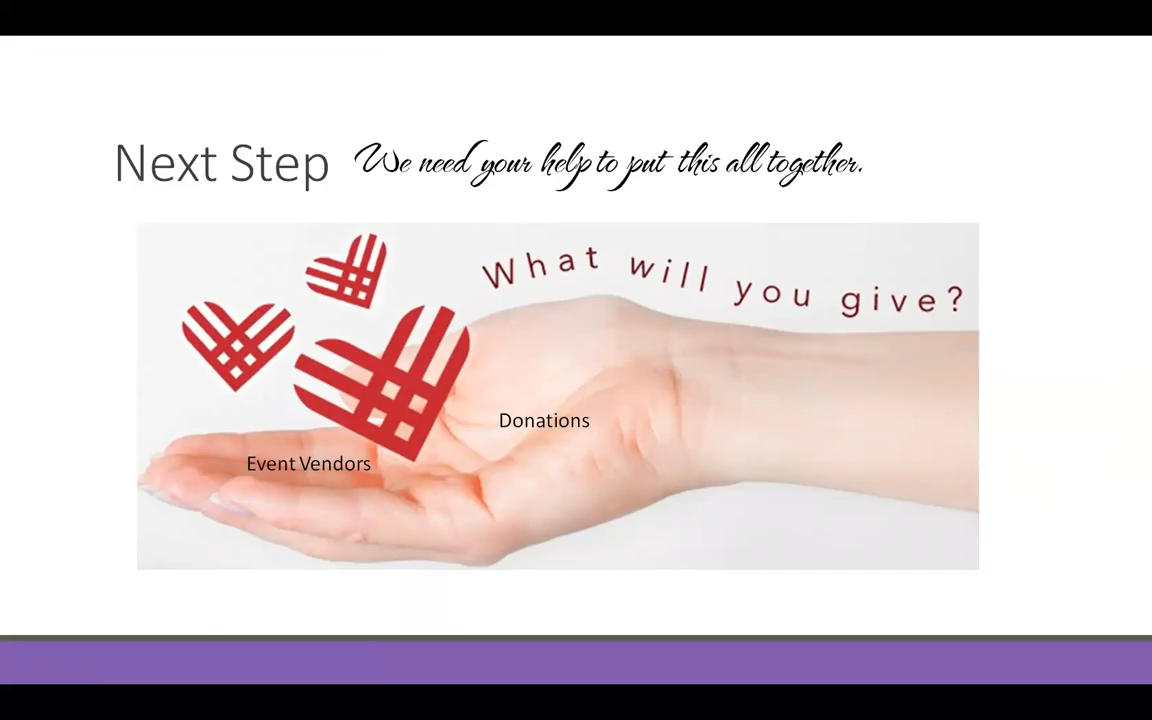 Next Step
We need your help to put this all together.
What will you give?
Donations
Event Vendors